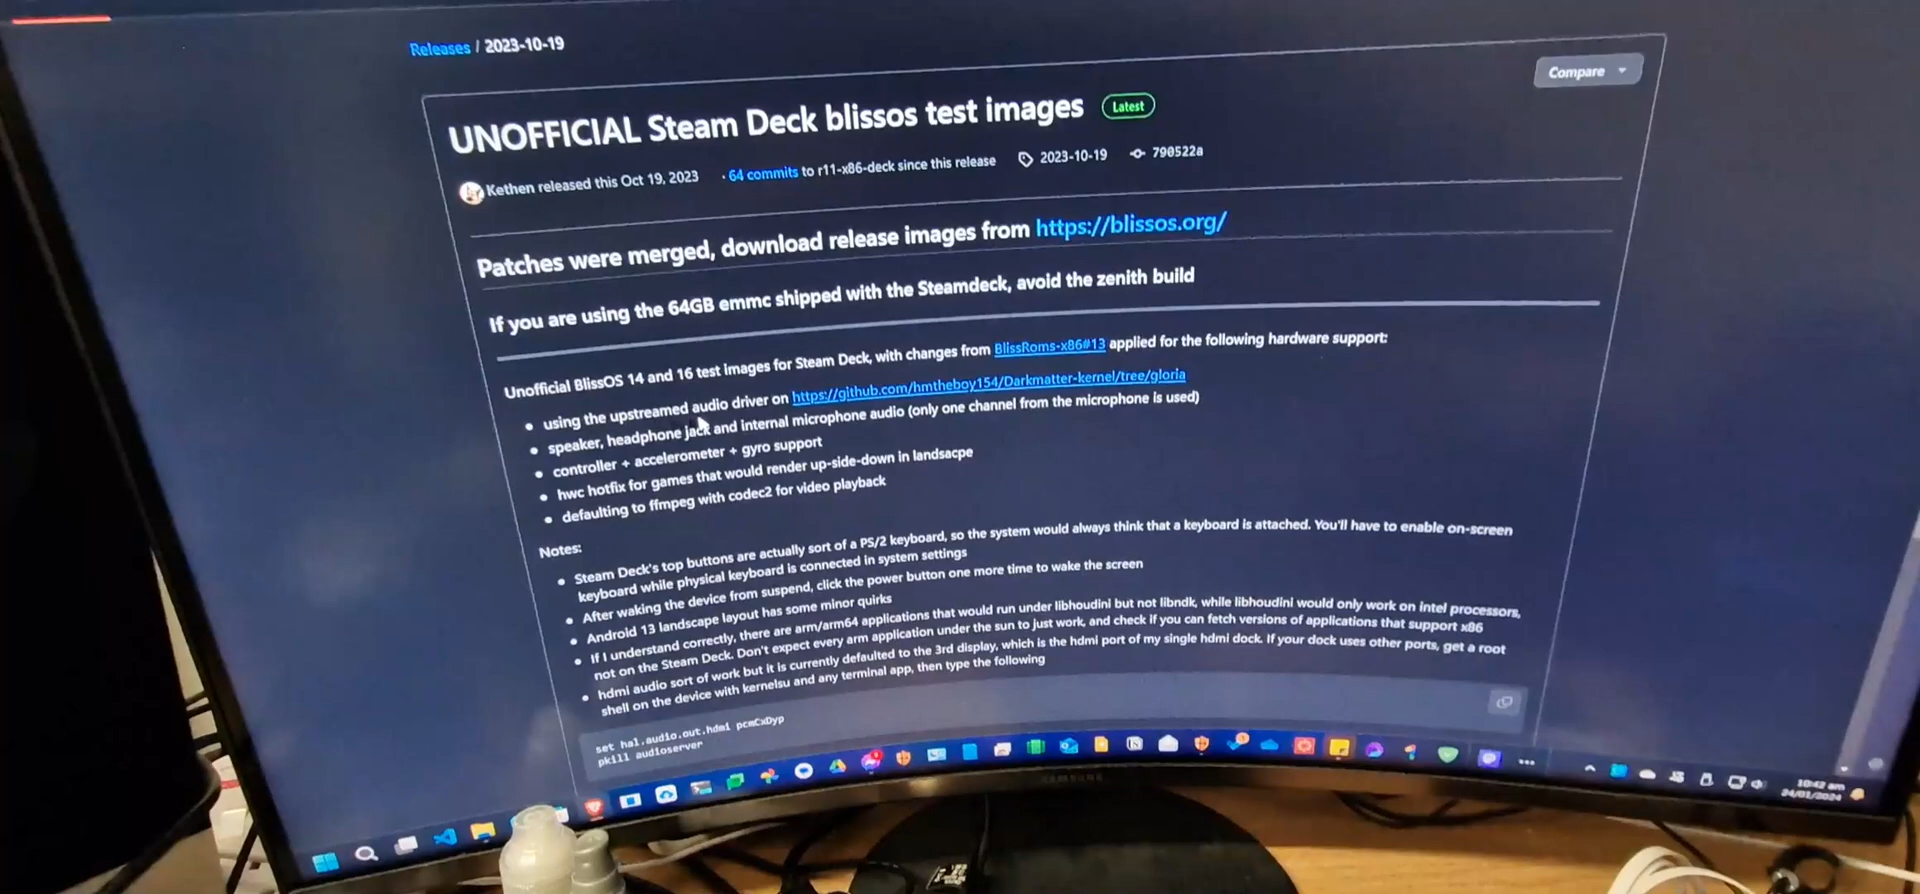 Releases / 2023-10-19
Compare
UNOFFICIAL Steam Deck blissos test images Latest
Kethen released this Oct 19, 2023 · 64 commits to r11-x86-deck since this release 2023-10-19 790522a
Patches were merged, download release images from https://blissos.org/
If you are using the 64GB emmc shipped with the Steamdeck, avoid the zenith build
Unofficial BlissOS 14 and 16 test images for Steam Deck, with changes from BlissRoms-x86#13 applied for the following hardware support:
• using the upstreamed audio driver on https://github.com/hmtheboy154/Darkmatter-kernel/tree/gloria
• speaker, headphone jack and internal microphone audio (only one channel from the microphone is used)
• controller + accelerometer + gyro support
• hwc hotfix for games that would render up-side-down in landsacpe
• defaulting to ffmpeg with codec2 for video playback
Notes:
• Steam Deck's top buttons are actually sort of a PS/2 keyboard, so the system would always think that a keyboard is attached. You'll have to enable on-screen
keyboard while physical keyboard is connected in system settings
• After waking the device from suspend, click the power button one more time to wake the screen
• Android 13 landscape layout has some minor quirks
• If I understand correctly, there are arm/arm64 applications that would run under libhoudini but not libndk, while libhoudini would only work on intel processors,
not on the Steam Deck. Don't expect every arm application under the sun to just work, and check if you can fetch versions of applications that support x86
• hdmi audio sort of work but it is currently defaulted to the 3rd display, which is the hdmi port of my single hdmi dock. If your dock uses other ports, get a root
shell on the device with kernelsu and any terminal app, then type the following
set hal.audio.out.hdmi pcmCxDyp
pkill audioserver
10:42 am
24/01/2024
SAMSUNG